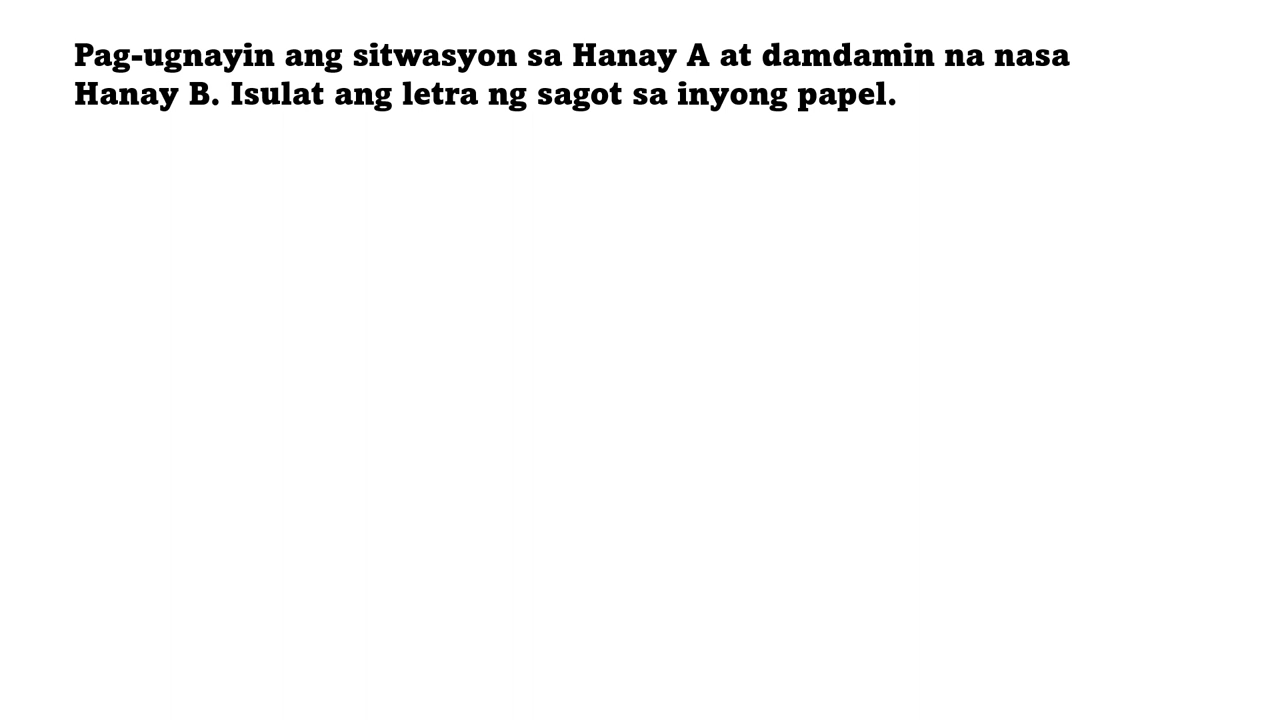 Pag-ugnayin ang sitwasyon sa Hanay A at damdamin na nasa
Hanay B. Isulat ang letra ng sagot sa inyong papel.